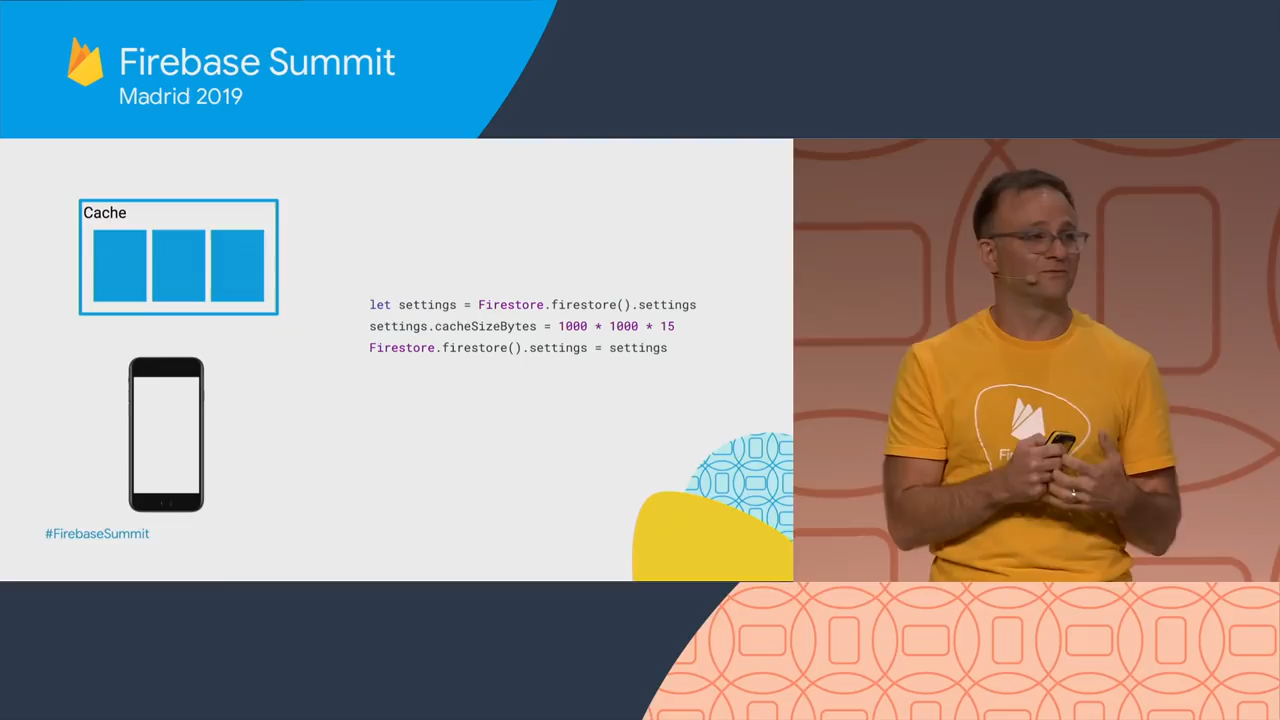 Firebase Summit
Madrid 2019
Cache
let settings = Firestore.firestore().settings
settings.cacheSizeBytes = 1000 * 1000 * 15
Firestore.firestore().settings = settings
#FirebaseSummit